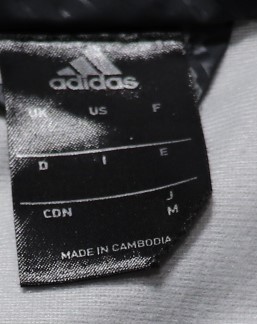 adidas
UK US F
D I E
J
CDN M
MADE IN CAMBODIA